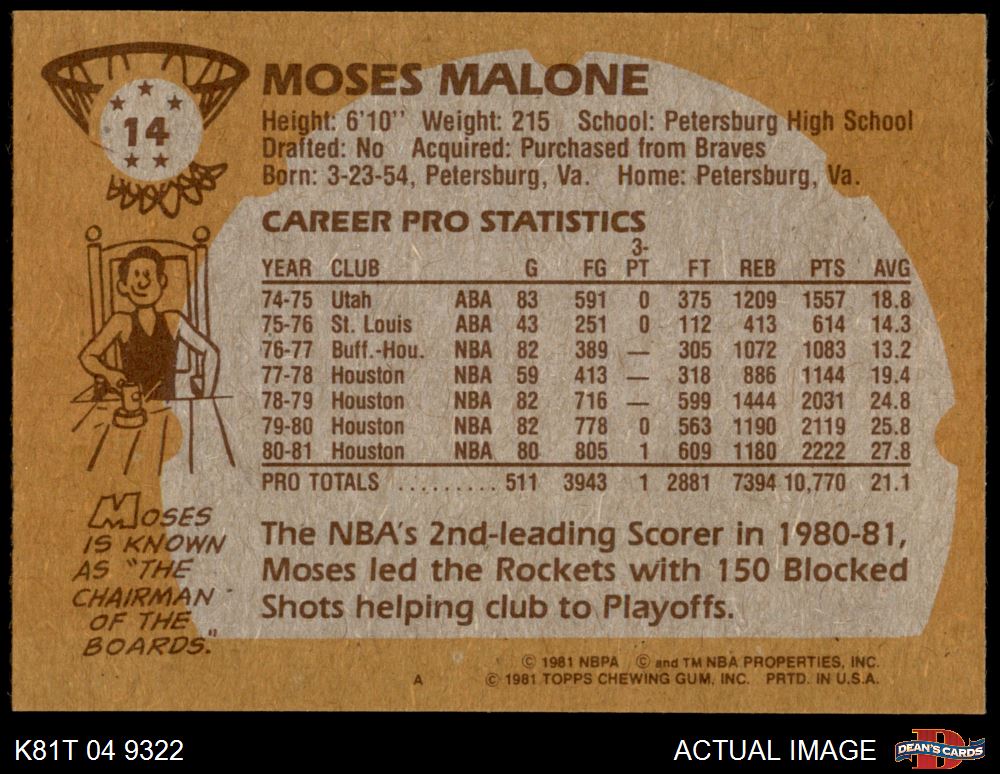 14
MOSES MALONE
Height: 6'10'' Weight: 215 School: Petersburg High School
Drafted: No Acquired: Purchased from Braves
Born: 3-23-54, Petersburg, Va. Home: Petersburg, Va.
CAREER PRO STATISTICS
YEAR CLUB G FG 3-PT FT REB PTS AVG
74-75 Utah ABA 83 591 0 375 1209 1557 18.8
75-76 St. Louis ABA 43 251 0 112 413 614 14.3
76-77 Buff.-Hou. NBA 82 389 — 305 1072 1083 13.2
77-78 Houston NBA 59 413 — 318 886 1144 19.4
78-79 Houston NBA 82 716 — 599 1444 2031 24.8
79-80 Houston NBA 82 778 0 563 1190 2119 25.8
80-81 Houston NBA 80 805 1 609 1180 2222 27.8
PRO TOTALS ......... 511 3943 1 2881 7394 10,770 21.1
MOSES
IS KNOWN
AS "THE
CHAIRMAN
OF THE
BOARDS."
The NBA's 2nd-leading Scorer in 1980-81,
Moses led the Rockets with 150 Blocked
Shots helping club to Playoffs.
© 1981 NBPA © and TM NBA PROPERTIES, INC.
A © 1981 TOPPS CHEWING GUM, INC. PRTD. IN U.S.A.
K81T 04 9322 ACTUAL IMAGE D DEAN'S CARDS